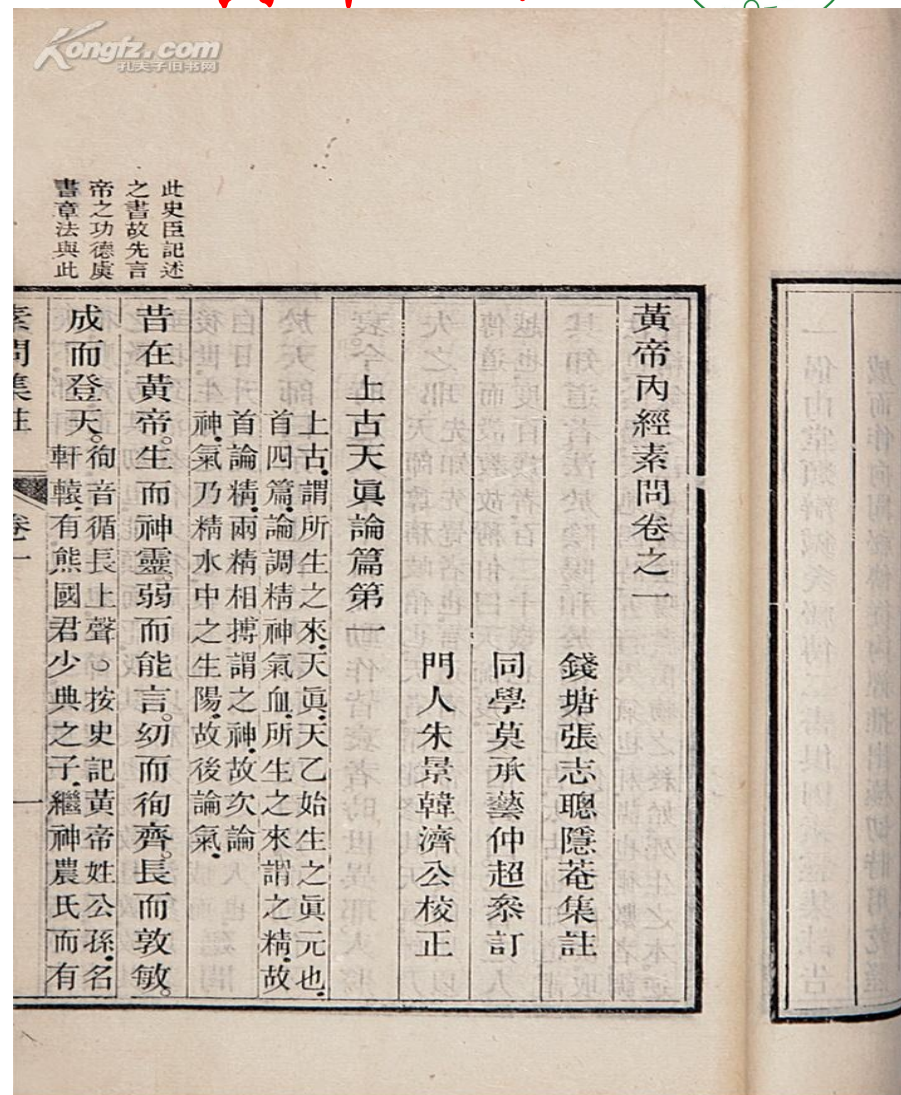 Kongfz.com
孔夫子旧书网
此史臣記述
之書故先言
帝之功德虞
書章法與此
黃帝內經素問卷之一
錢塘張志聰隱菴集註
同學莫承藝仲超叅訂
門人朱景韓濟公校正
上古天眞論篇第一
上古謂所生之來天眞天乙始生之眞元也
首四篇論調精神氣血所生之來謂之精故
首論精兩精相搏謂之神故次論
神氣乃精水中之生陽故後論氣
昔在黃帝生而神靈弱而能言幼而徇齊長而敦敏
成而登天
徇音循長上聲○按史記黃帝姓公孫名
軒轅有熊國君少典之子繼神農氏而有
素問集註
卷一
一